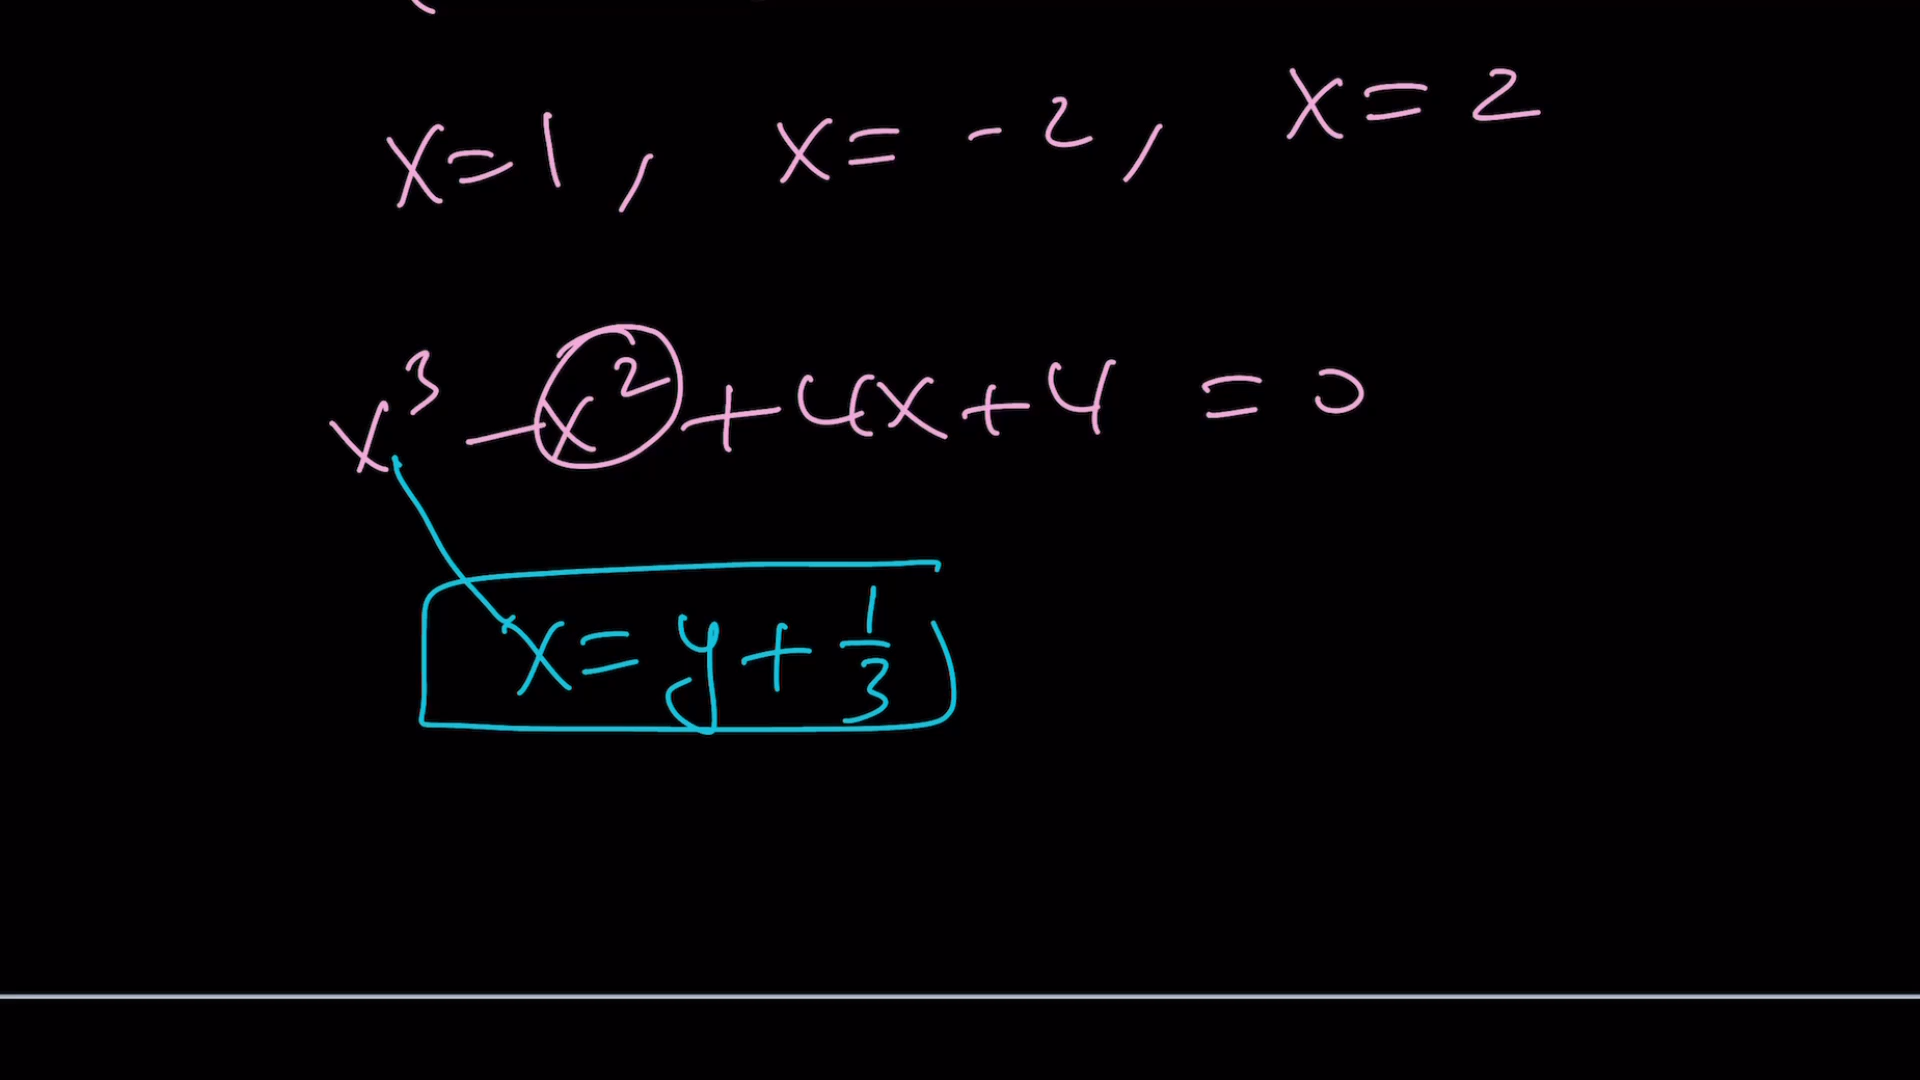 x=1, x=-2, x=2
x³-x²+4x+4=0
x=y+1/3